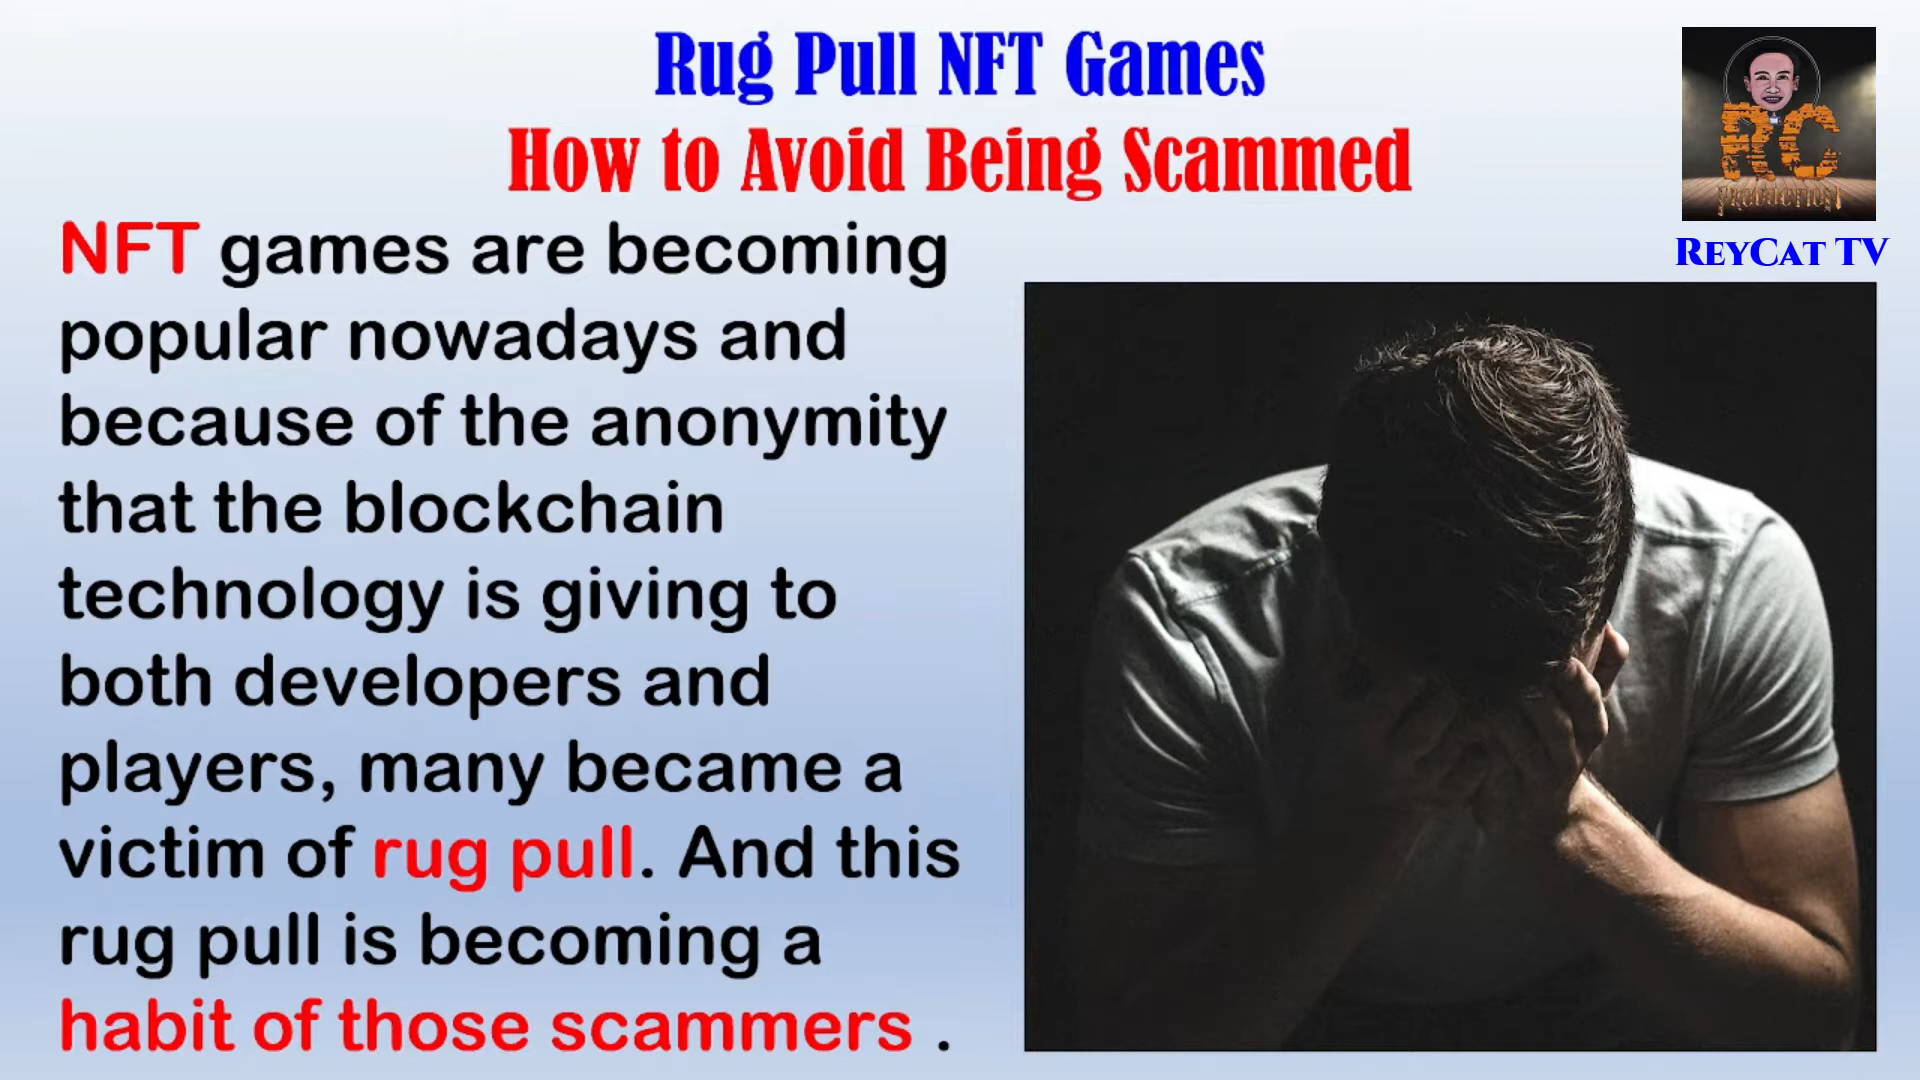 Rug Pull NFT Games
How to Avoid Being Scammed
RC
PRODUCTION
REYCAT TV
NFT games are becoming
popular nowadays and
because of the anonymity
that the blockchain
technology is giving to
both developers and
players, many became a
victim of rug pull. And this
rug pull is becoming a
habit of those scammers .